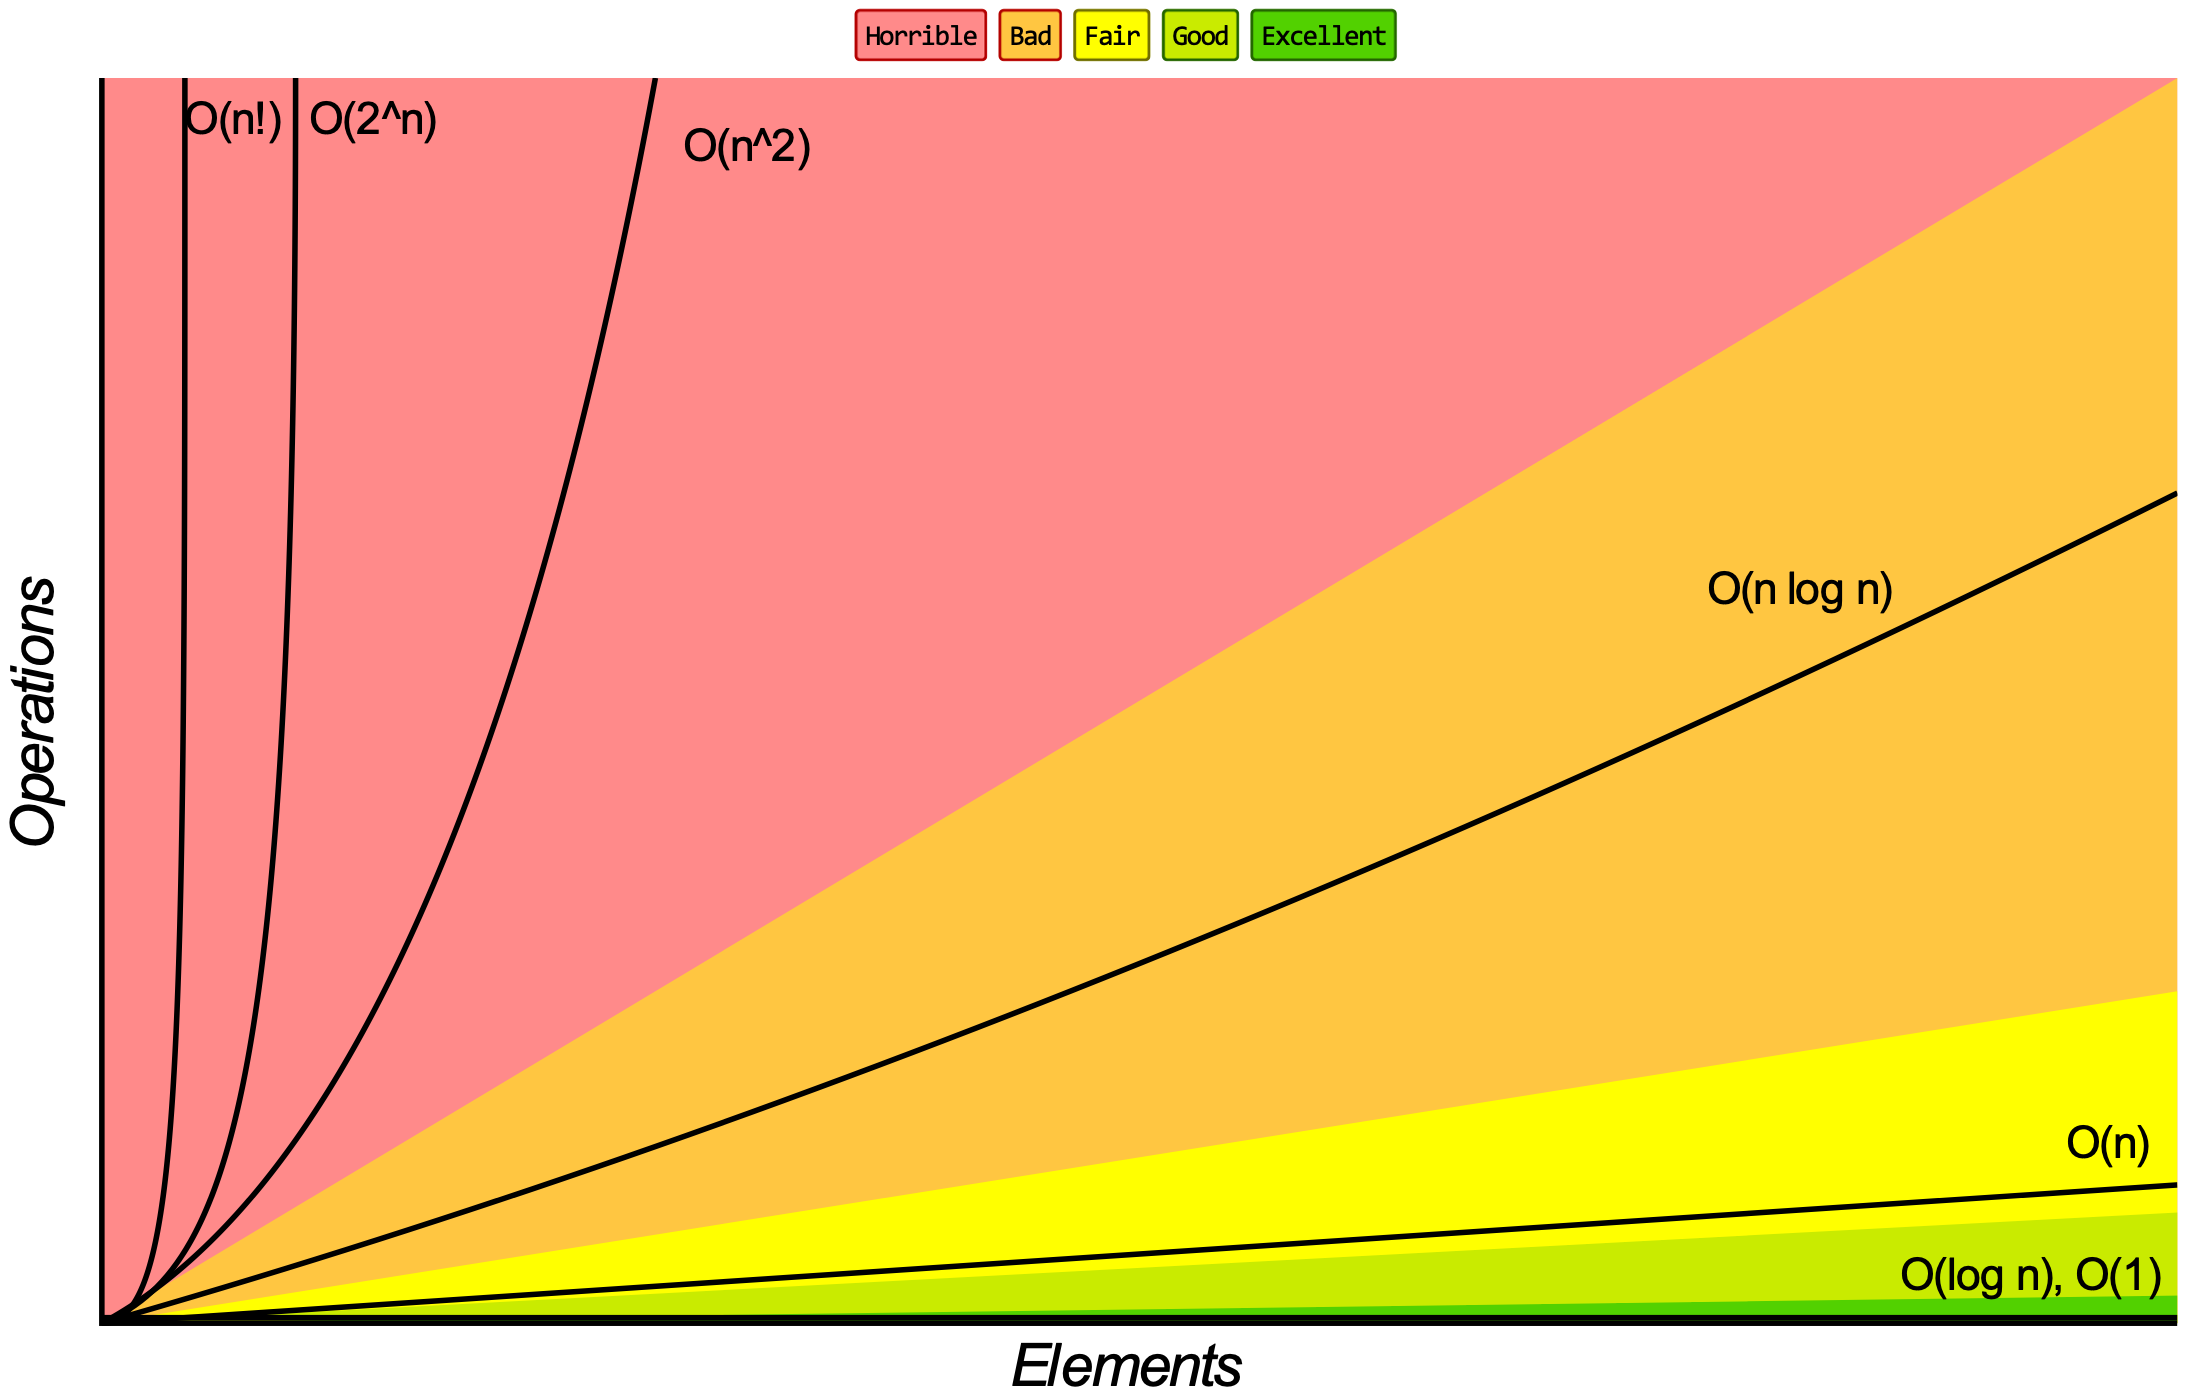 Horrible Bad Fair Good Excellent
O(n!) O(2^n)
O(n^2)
O(n log n)
O(n)
O(log n), O(1)
Operations
Elements